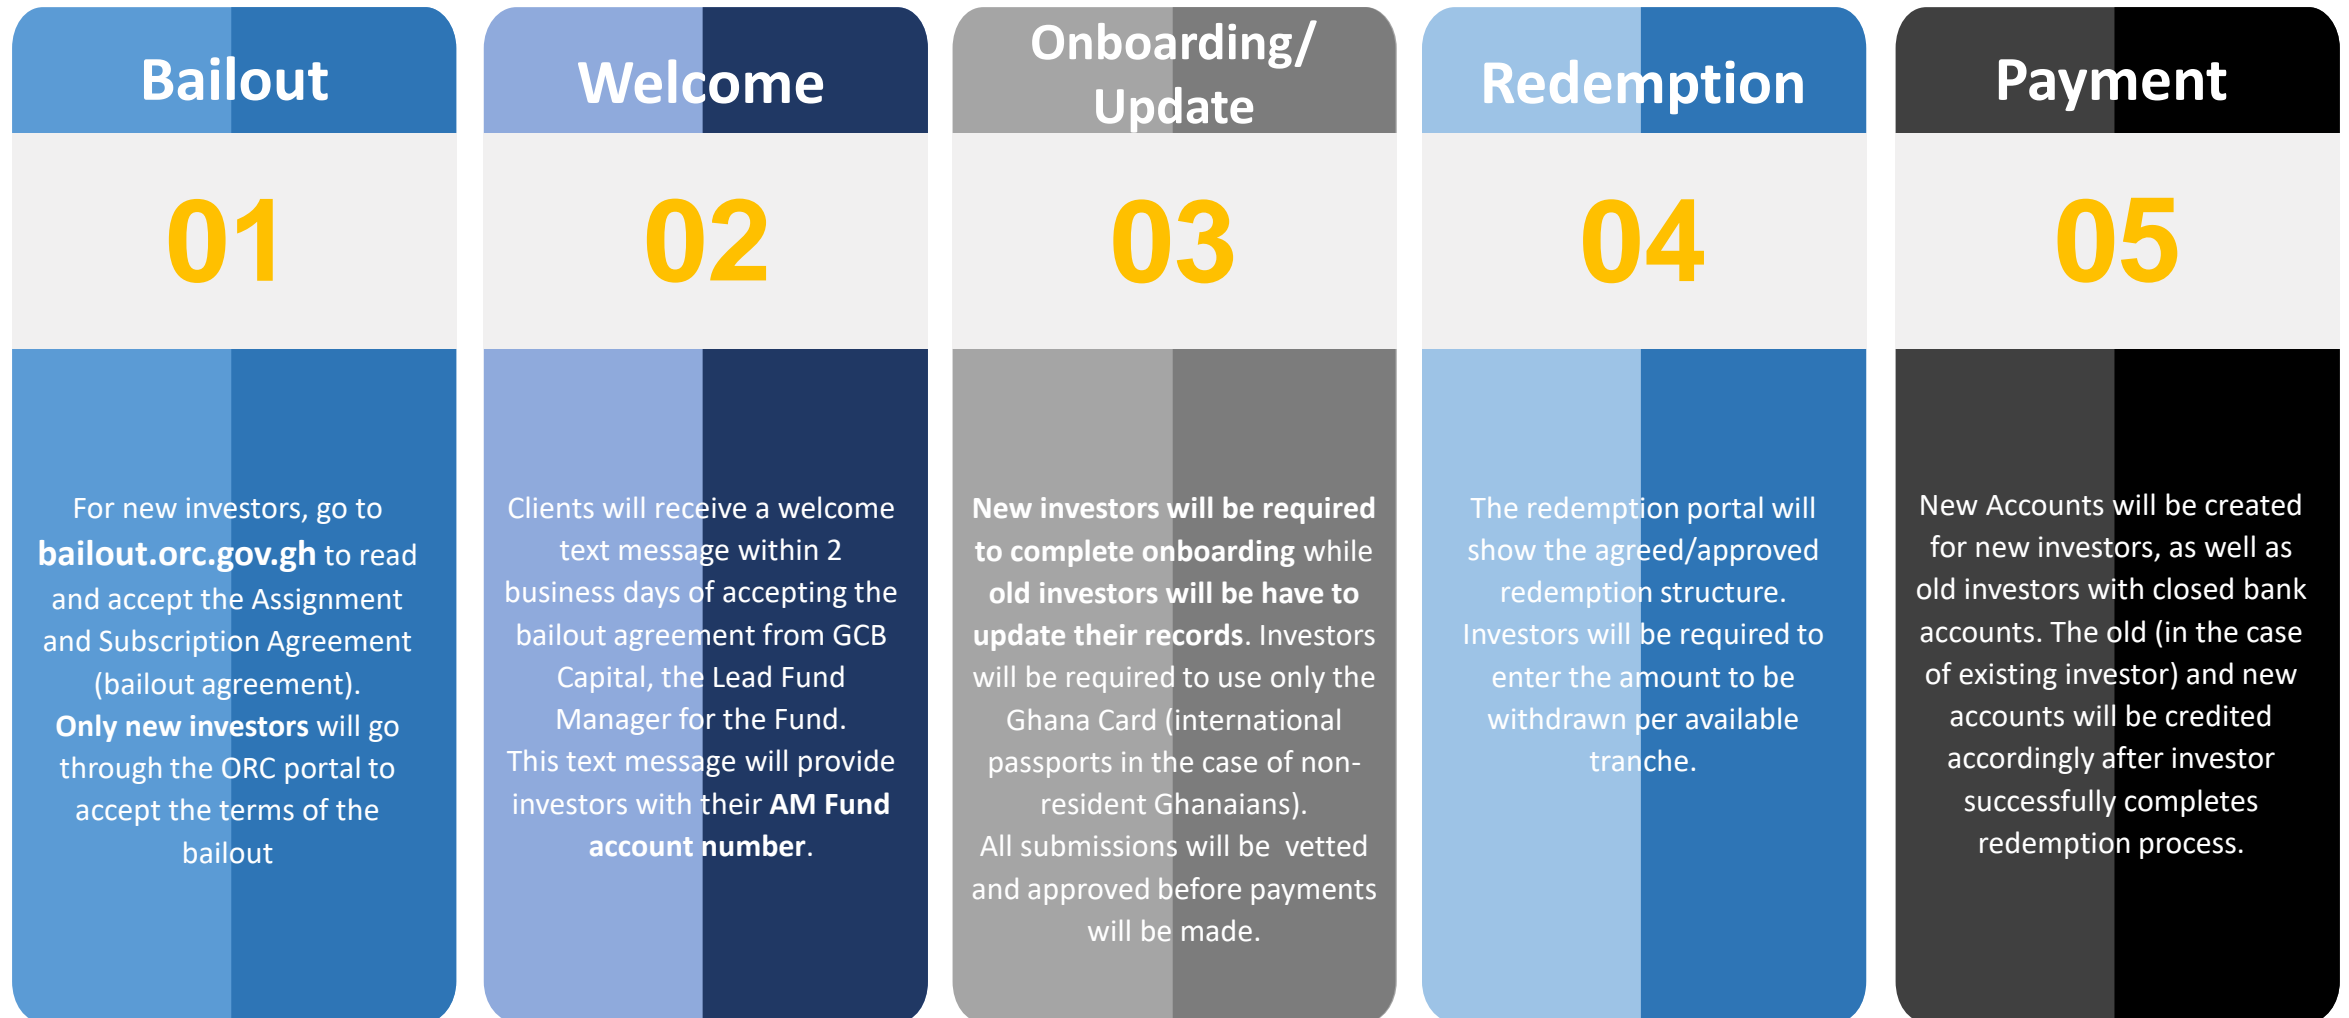 Bailout
01
For new investors, go to
bailout.orc.gov.gh to read
and accept the Assignment
and Subscription Agreement
(bailout agreement).
Only new investors will go
through the ORC portal to
accept the terms of the
bailout
Welcome
02
Clients will receive a welcome
text message within 2
business days of accepting the
bailout agreement from GCB
Capital, the Lead Fund
Manager for the Fund.
This text message will provide
investors with their AM Fund
account number.
Onboarding/
Update
03
New investors will be required
to complete onboarding while
old investors will be have to
update their records. Investors
will be required to use only the
Ghana Card (international
passports in the case of non-
resident Ghanaians).
All submissions will be  vetted
and approved before payments
will be made.
Redemption
04
The redemption portal will
show the agreed/approved
redemption structure.
Investors will be required to
enter the amount to be
withdrawn per available
tranche.
Payment
05
New Accounts will be created
for new investors, as well as
old investors with closed bank
accounts. The old (in the case
of existing investor) and new
accounts will be credited
accordingly after investor
successfully completes
redemption process.